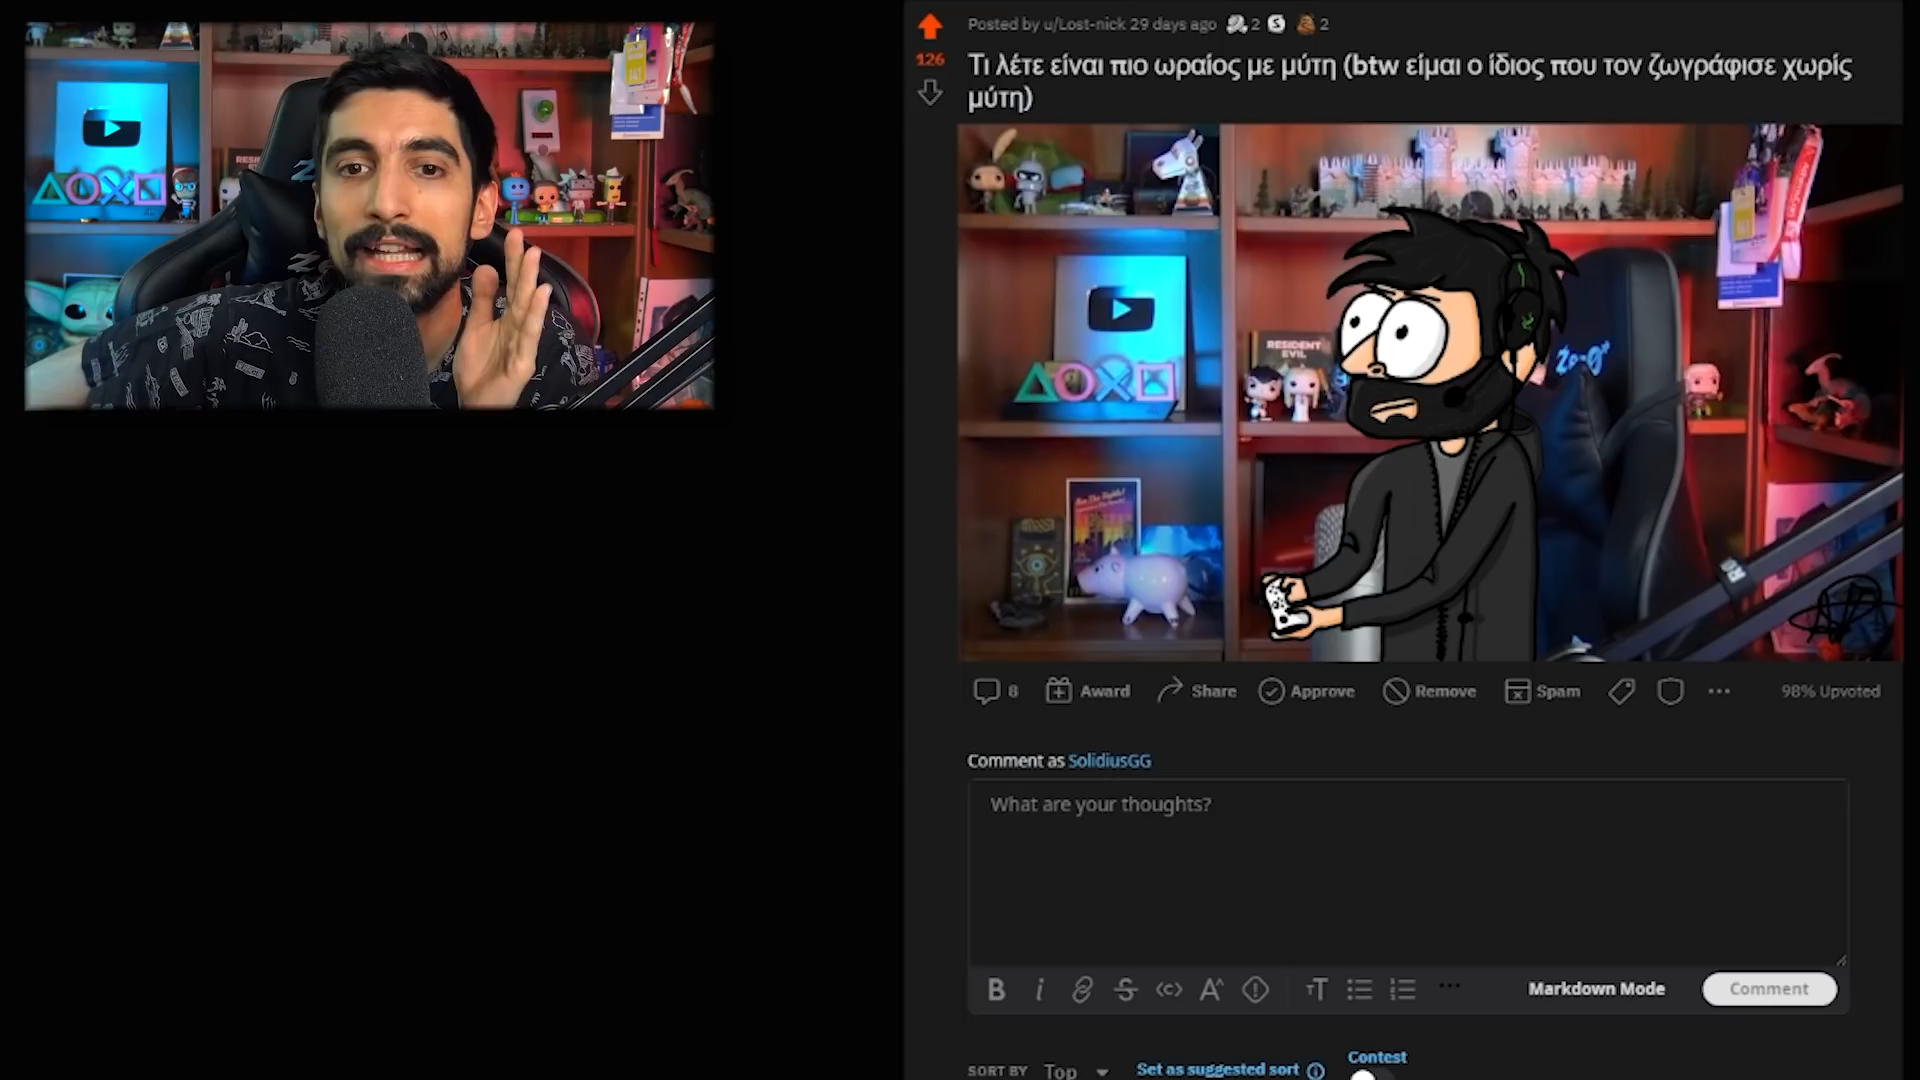 Posted by u/Lost-nick 29 days ago 2 2
126
Τι λέτε είναι πιο ωραίος με μύτη (btw είμαι ο ίδιος που τον ζωγράφισε χωρίς
μύτη)
RESIDENT
EVIL
8 Award Share Approve Remove Spam ... 98% Upvoted
Comment as SolidiusGG
What are your thoughts?
Markdown Mode Comment
SORT BY Top Set as suggested sort
Contest